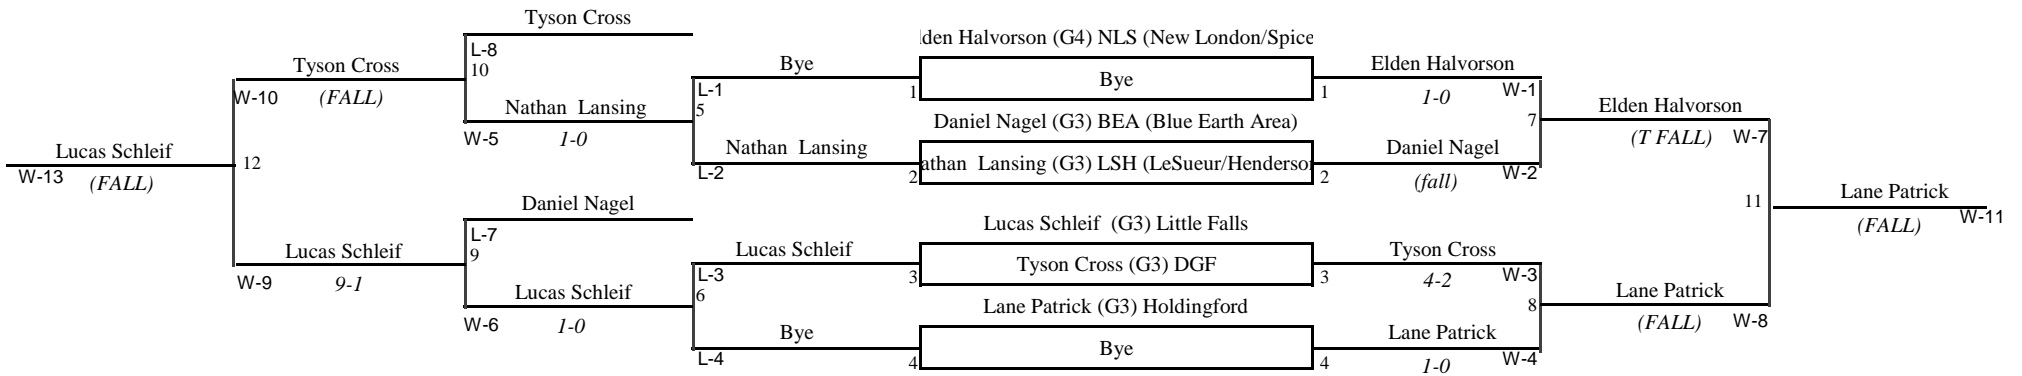 Tyson Cross
lden Halvorson (G4) NLS (New London/Spice
L-8
Tyson Cross
10
Bye
Bye
Elden Halvorson
W-10
(FALL)
Nathan Lansing
L-1
1
1
1-0
W-1
Elden Halvorson
5
W-5
1-0
Daniel Nagel (G3) BEA (Blue Earth Area)
7
(T FALL)
W-7
Lucas Schleif
12
Nathan Lansing
athan Lansing (G3) LSH (LeSueur/Henderson
Daniel Nagel
W-13
(FALL)
L-2
2
2
(fall)
W-2
Daniel Nagel
11
Lane Patrick
L-7
Lucas Schleif (G3) Little Falls
(FALL)
W-11
Lucas Schleif
9
Lucas Schleif
Tyson Cross (G3) DGF
Tyson Cross
W-9
9-1
L-3
3
3
4-2
W-3
Lucas Schleif
6
Lane Patrick (G3) Holdingford
8
Lane Patrick
W-6
1-0
(FALL)
W-8
Bye
Bye
Lane Patrick
L-4
4
4
1-0
W-4